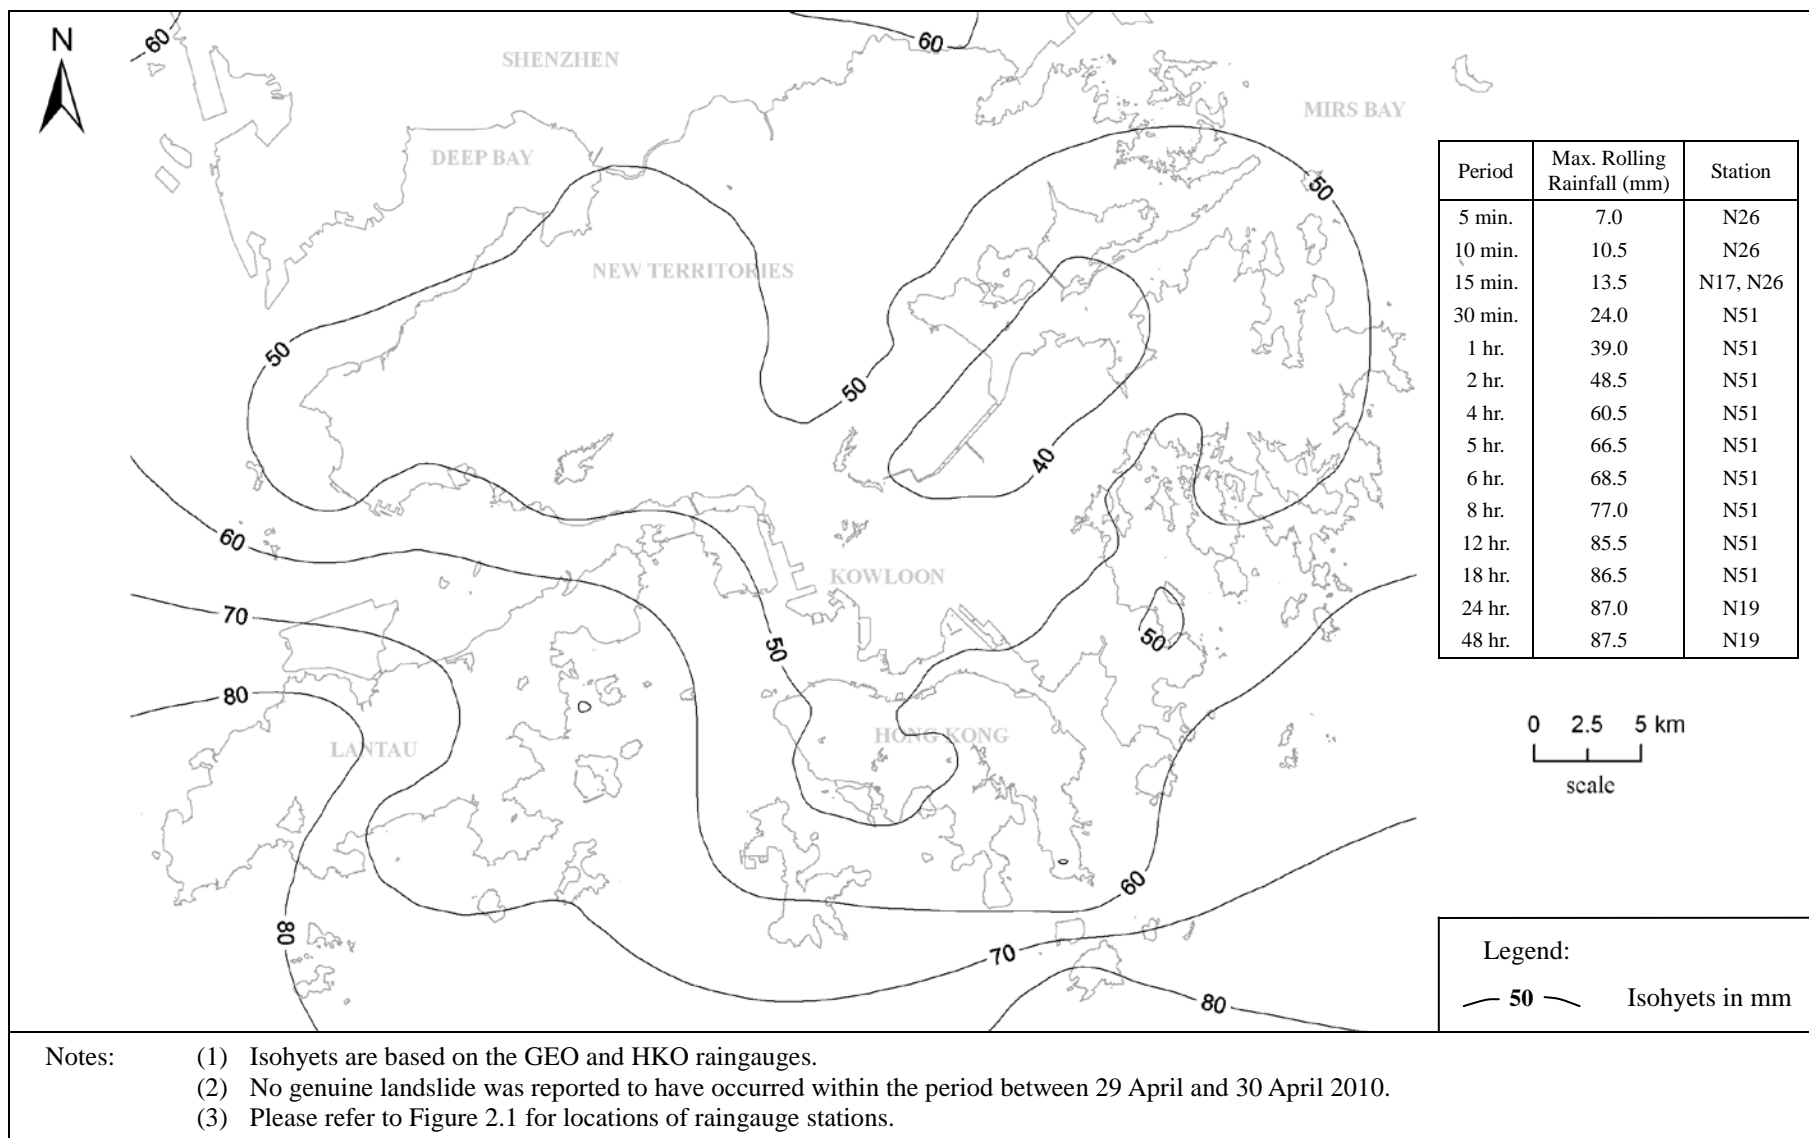 N
60
SHENZHEN
60
MIRS BAY
DEEP BAY
50
NEW TERRITORIES
50
50
40
60
KOWLOON
70
50
50
80
HONG KONG
LANTAU
60
80
70
80
Period Max. Rolling Rainfall (mm) Station
5 min. 7.0 N26
10 min. 10.5 N26
15 min. 13.5 N17, N26
30 min. 24.0 N51
1 hr. 39.0 N51
2 hr. 48.5 N51
4 hr. 60.5 N51
5 hr. 66.5 N51
6 hr. 68.5 N51
8 hr. 77.0 N51
12 hr. 85.5 N51
18 hr. 86.5 N51
24 hr. 87.0 N19
48 hr. 87.5 N19
0 2.5 5 km
scale
Legend:
50 Isohyets in mm
Notes: (1) Isohyets are based on the GEO and HKO raingauges.
(2) No genuine landslide was reported to have occurred within the period between 29 April and 30 April 2010.
(3) Please refer to Figure 2.1 for locations of raingauge stations.